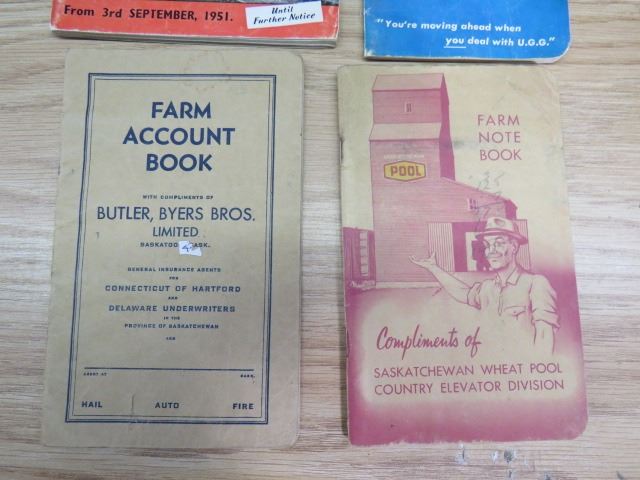 From 3rd SEPTEMBER, 1951.
Until
Further Notice
"You're moving ahead when
you deal with U.G.G."
FARM
ACCOUNT
BOOK
WITH COMPLIMENTS OF
BUTLER, BYERS BROS.
LIMITED
SASKATOON, SASK.
GENERAL INSURANCE AGENTS
FOR
CONNECTICUT OF HARTFORD
AND
DELAWARE UNDERWRITERS
IN THE
PROVINCE OF SASKATCHEWAN
AGENT AT
SASK.
HAIL AUTO FIRE
FARM
NOTE
BOOK
POOL
Compliments of
SASKATCHEWAN WHEAT POOL
COUNTRY ELEVATOR DIVISION